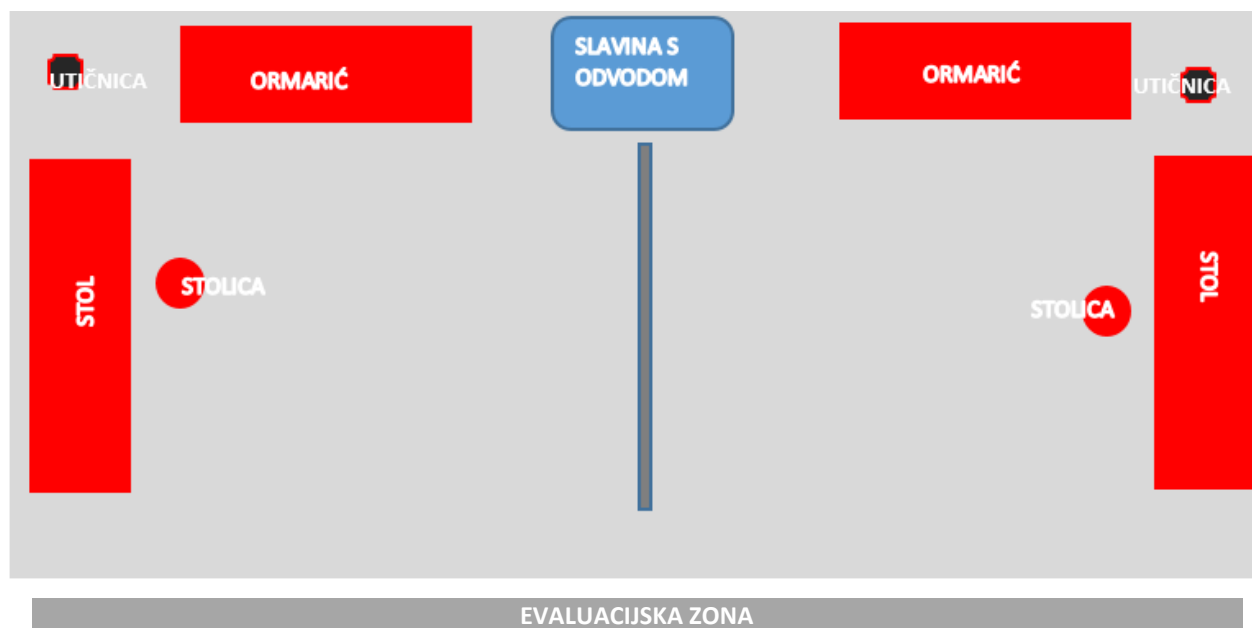 UTIČNICA
ORMARIĆ
SLAVINA S
ODVODOM
ORMARIĆ
UTIČNICA
STOL
STOLICA
STOLICA
STOL
EVALUACIJSKA ZONA